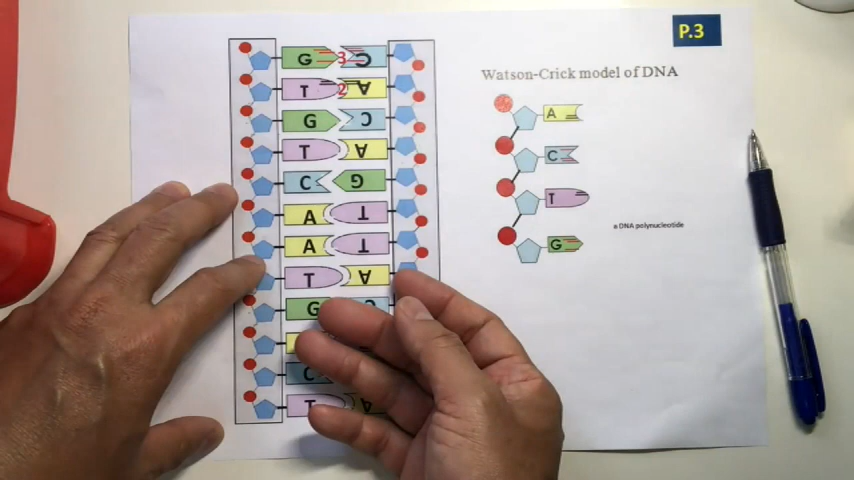 P.3
Watson-Crick model of DNA
G 3 C
T 2 A
G C
T A
C G
A T
A T
T A
G C
C
T A
A
C
T
G
a DNA polynucleotide